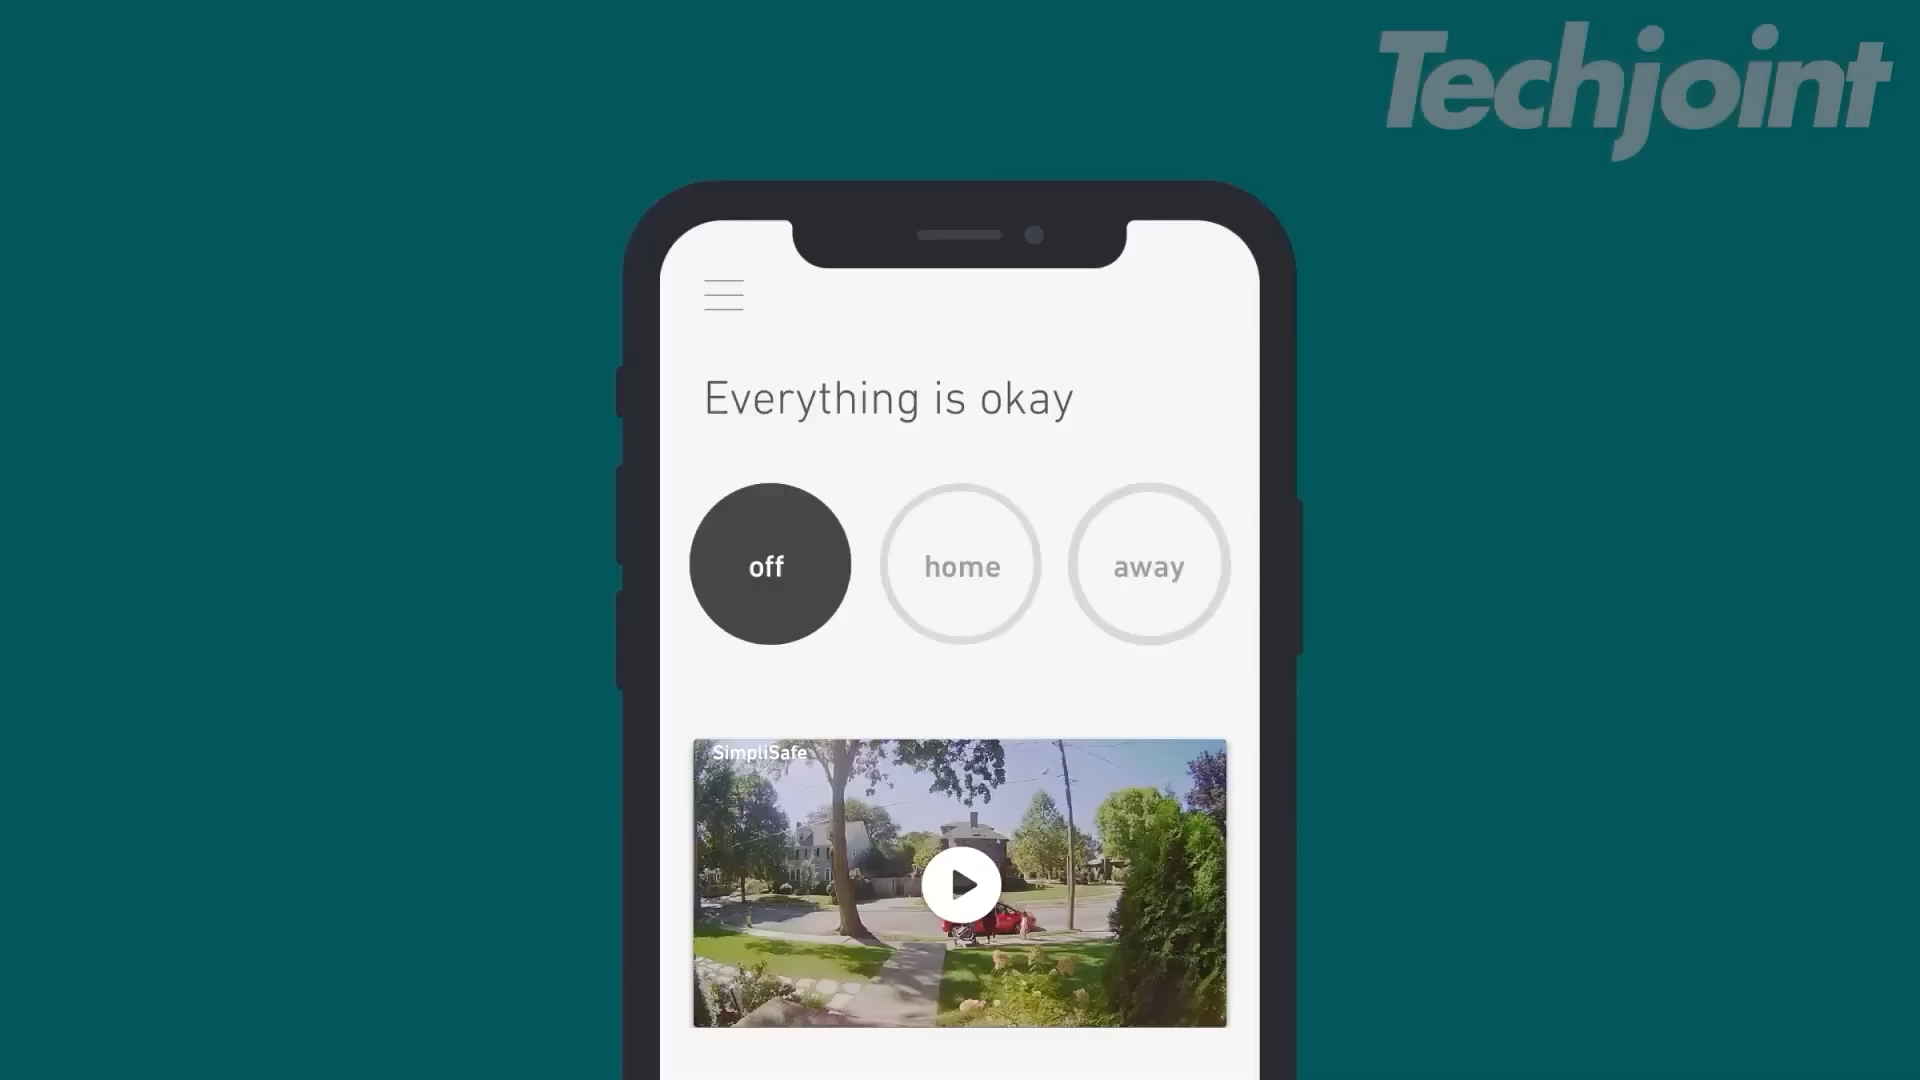 Techjoint
Everything is okay
off
home
away
SimpliSafe